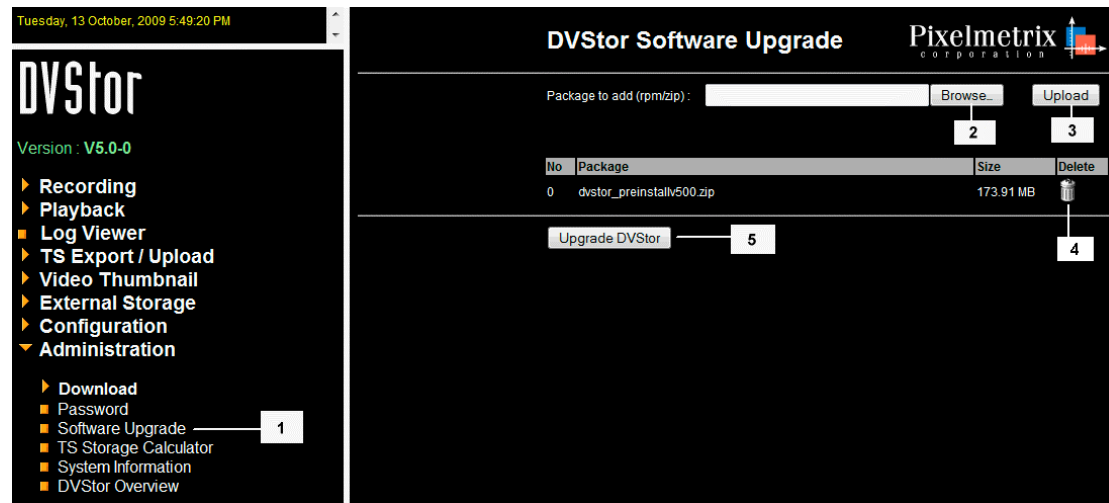 Tuesday, 13 October, 2009 5:49:20 PM
DVStor
Version : V5.0-0
Recording
Playback
Log Viewer
TS Export / Upload
Video Thumbnail
External Storage
Configuration
Administration
Download
Password
Software Upgrade
1
TS Storage Calculator
System Information
DVStor Overview
DVStor Software Upgrade
Pixelmetrix
corporation
Package to add (rpm/zip) :
Browse...
Upload
2
3
No Package Size Delete
0 dvstor_preinstallv500.zip 173.91 MB
4
Upgrade DVStor
5